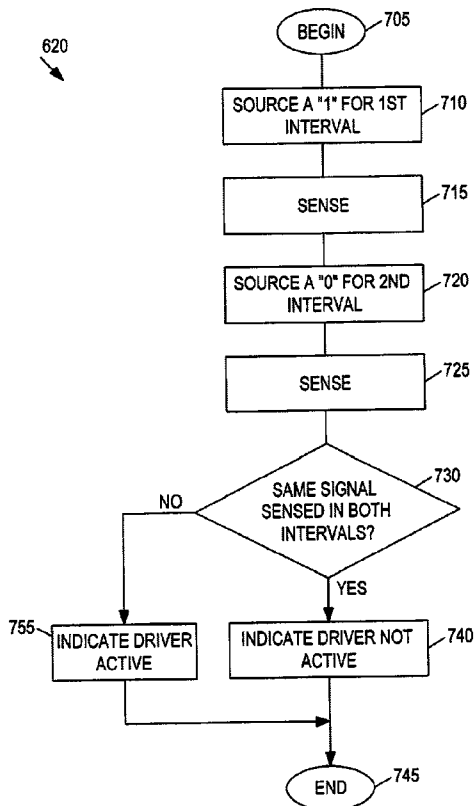 620
BEGIN
705
SOURCE A "1" FOR 1ST
INTERVAL
710
SENSE
715
SOURCE A "0" FOR 2ND
INTERVAL
720
SENSE
725
SAME SIGNAL
SENSED IN BOTH
INTERVALS?
730
NO
YES
755
INDICATE DRIVER
ACTIVE
INDICATE DRIVER NOT
ACTIVE
740
END
745